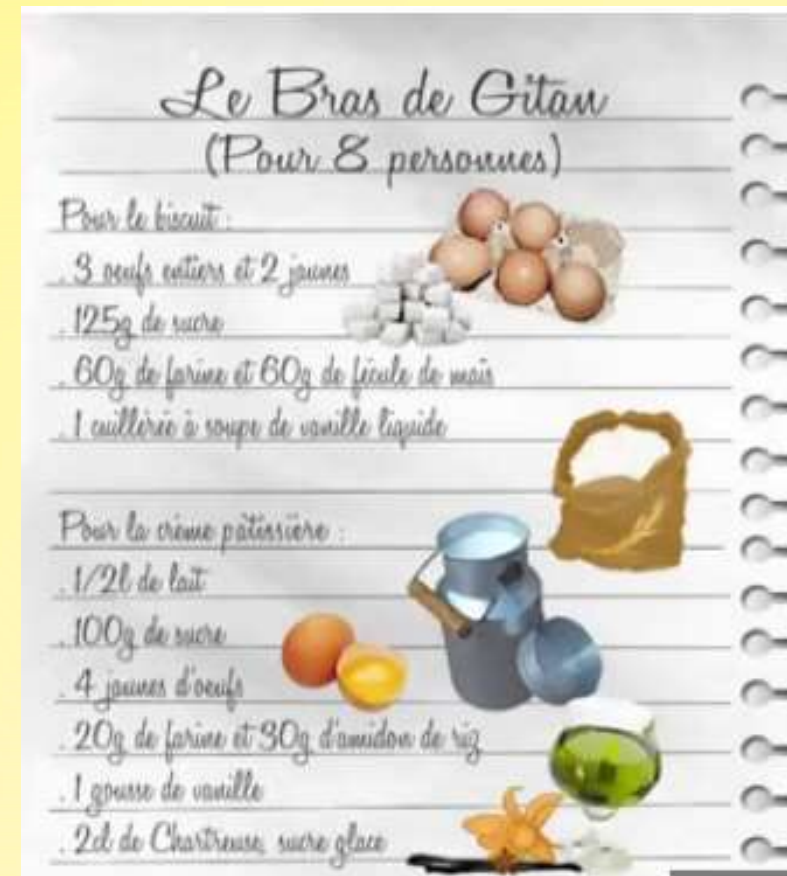 Le Bras de Gitan
(Pour 8 personnes)
Pour le biscuit :
. 3 oeufs entiers et 2 jaunes
. 125g de sucre
. 60g de farine et 60g de fécule de maïs
. 1 cuillérée à soupe de vanille liquide
Pour la crème pâtissière :
. 1/2l de lait
. 100g de sucre
. 4 jaunes d'oeufs
. 20g de farine et 30g d'amidon de riz
. 1 gousse de vanille
. 2cl de Chartreuse, sucre glace